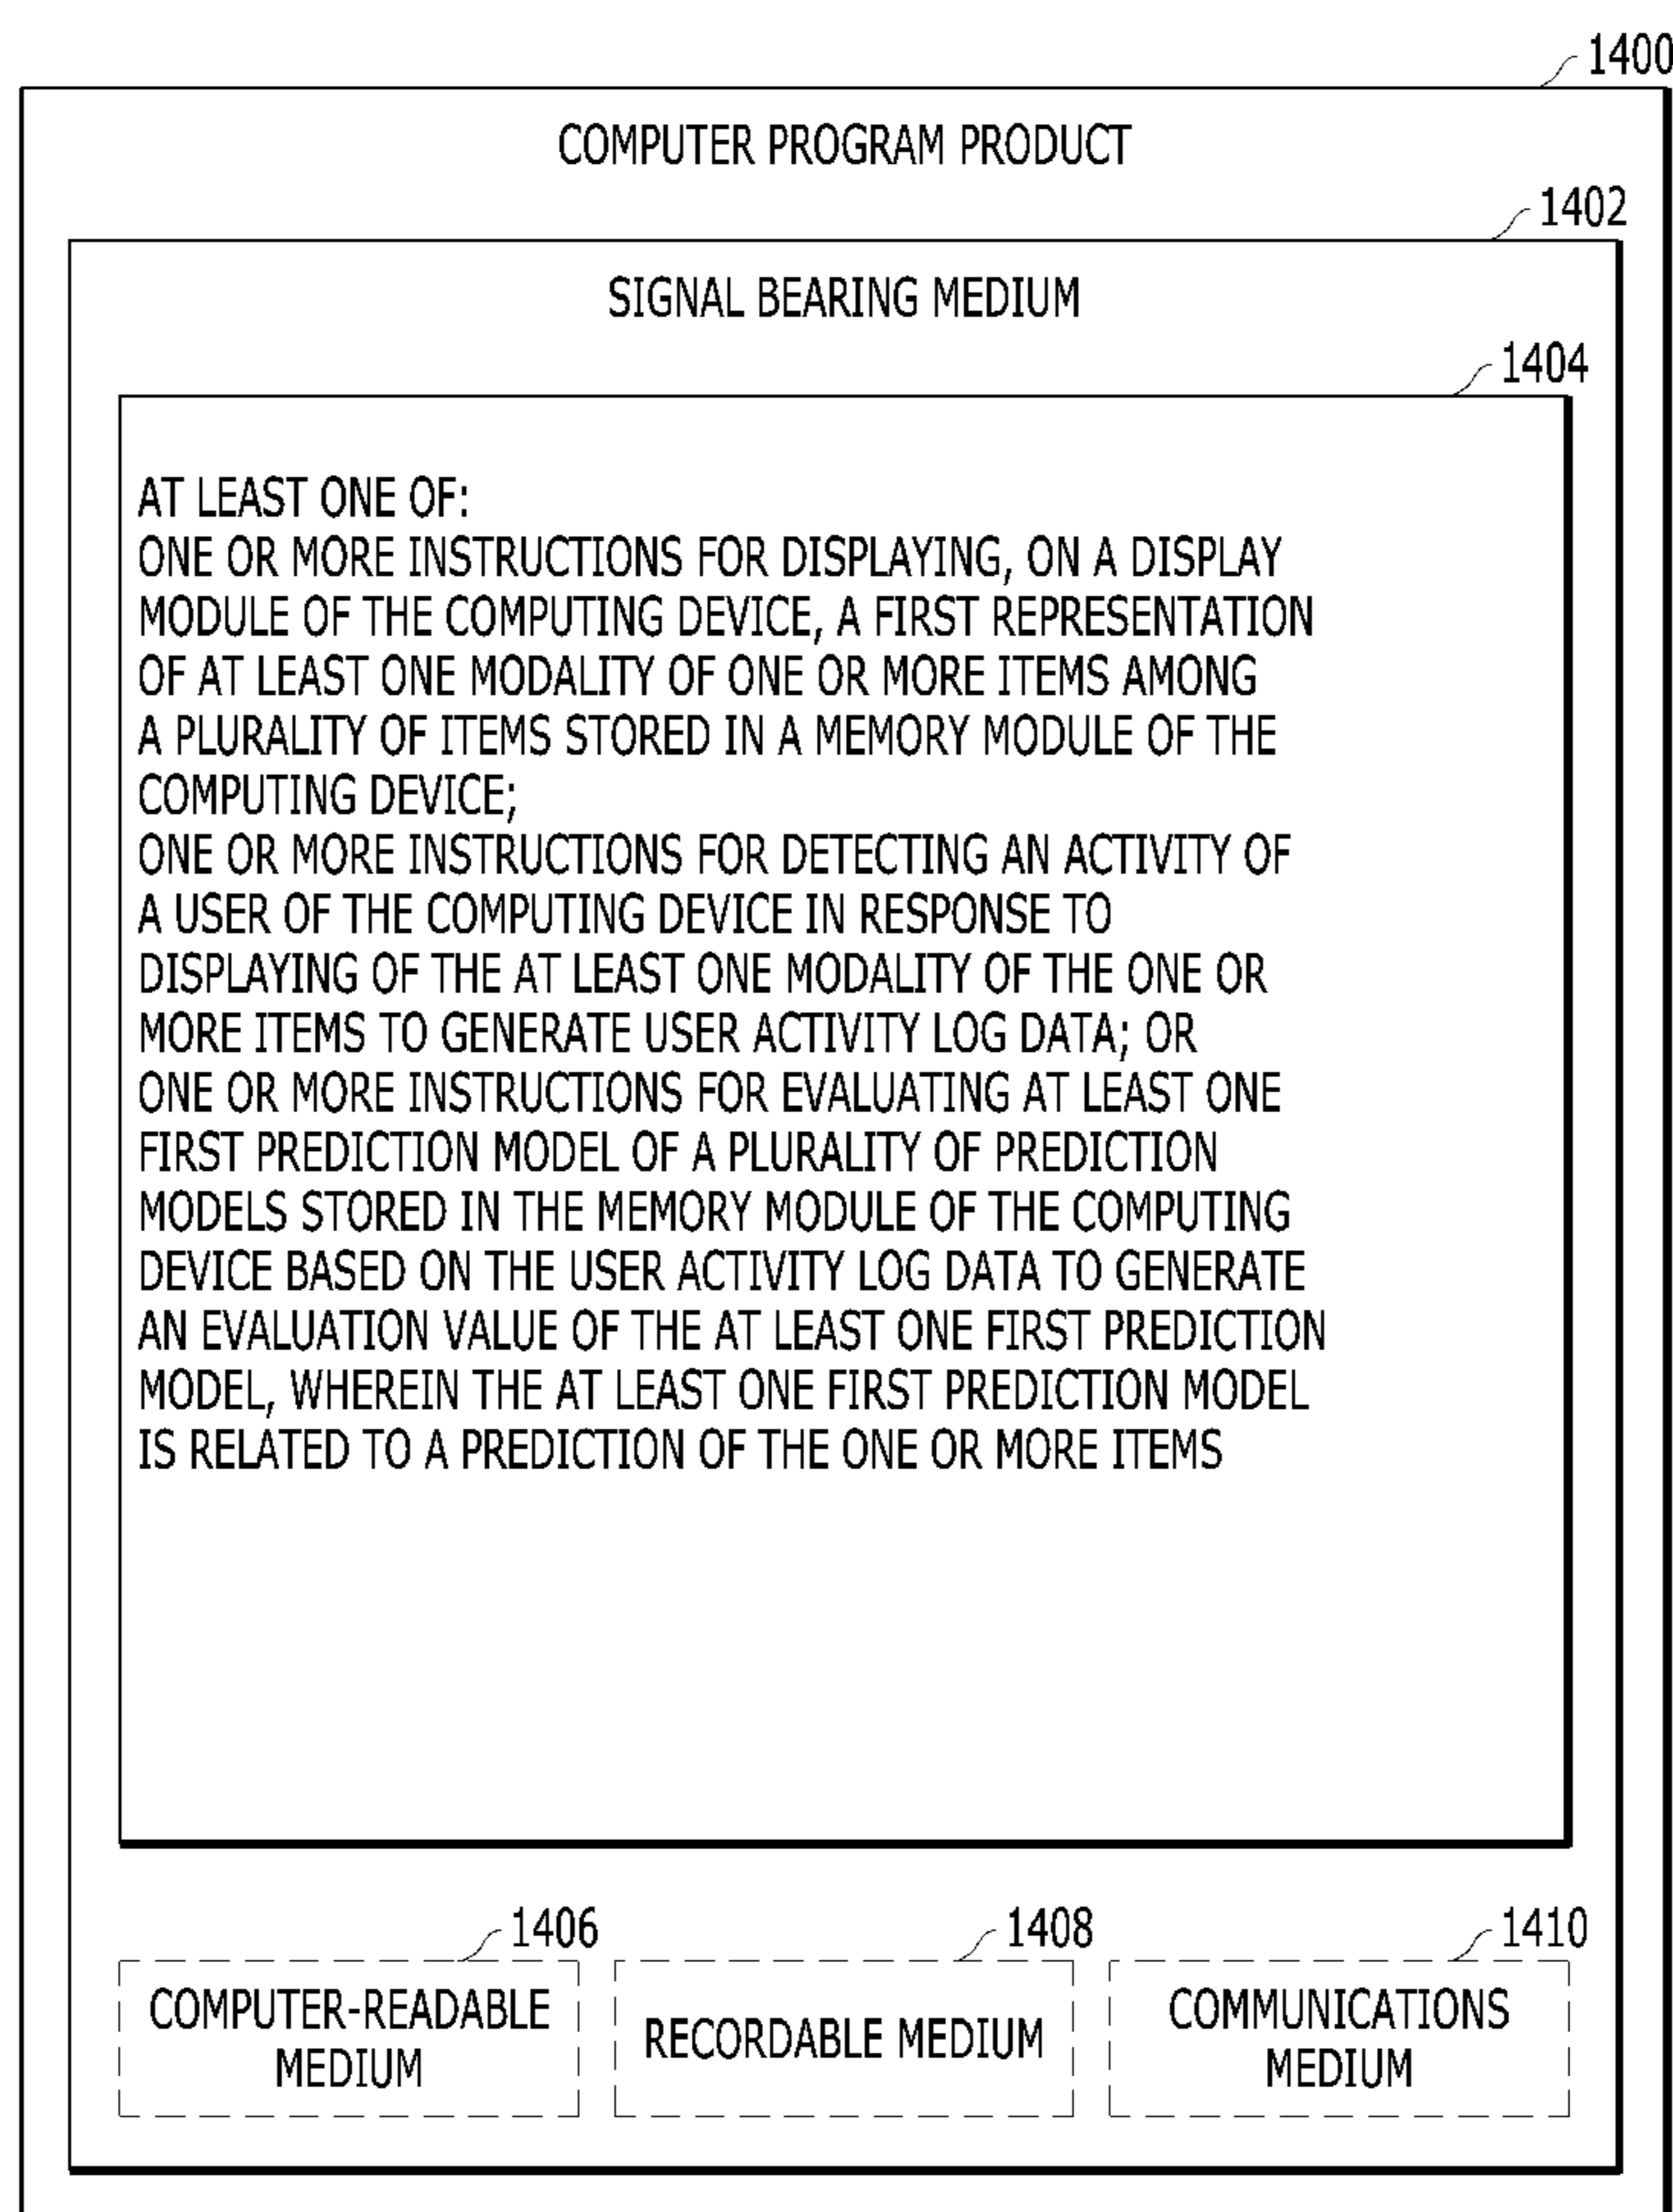 1400
COMPUTER PROGRAM PRODUCT
1402
SIGNAL BEARING MEDIUM
1404
AT LEAST ONE OF:
ONE OR MORE INSTRUCTIONS FOR DISPLAYING, ON A DISPLAY
MODULE OF THE COMPUTING DEVICE, A FIRST REPRESENTATION
OF AT LEAST ONE MODALITY OF ONE OR MORE ITEMS AMONG
A PLURALITY OF ITEMS STORED IN A MEMORY MODULE OF THE
COMPUTING DEVICE;
ONE OR MORE INSTRUCTIONS FOR DETECTING AN ACTIVITY OF
A USER OF THE COMPUTING DEVICE IN RESPONSE TO
DISPLAYING OF THE AT LEAST ONE MODALITY OF THE ONE OR
MORE ITEMS TO GENERATE USER ACTIVITY LOG DATA; OR
ONE OR MORE INSTRUCTIONS FOR EVALUATING AT LEAST ONE
FIRST PREDICTION MODEL OF A PLURALITY OF PREDICTION
MODELS STORED IN THE MEMORY MODULE OF THE COMPUTING
DEVICE BASED ON THE USER ACTIVITY LOG DATA TO GENERATE
AN EVALUATION VALUE OF THE AT LEAST ONE FIRST PREDICTION
MODEL, WHEREIN THE AT LEAST ONE FIRST PREDICTION MODEL
IS RELATED TO A PREDICTION OF THE ONE OR MORE ITEMS
1406
COMPUTER-READABLE
MEDIUM
1408
RECORDABLE MEDIUM
1410
COMMUNICATIONS
MEDIUM